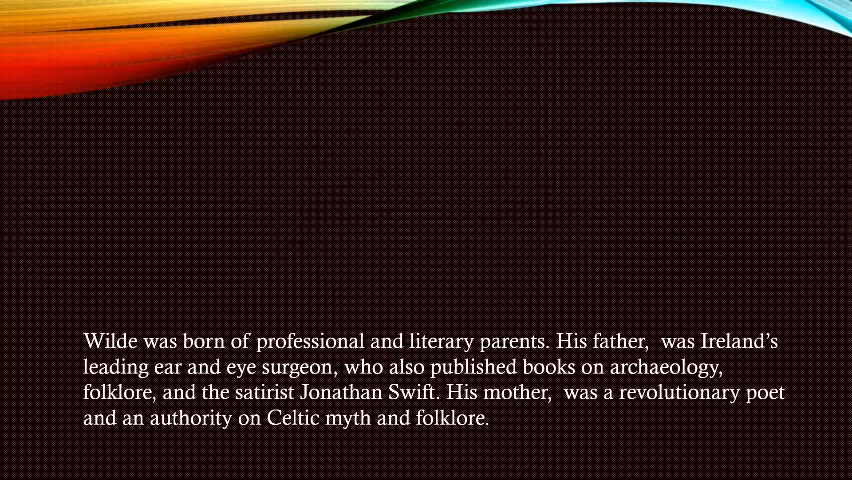 Wilde was born of professional and literary parents. His father,  was Ireland’s
leading ear and eye surgeon, who also published books on archaeology,
folklore, and the satirist Jonathan Swift. His mother,  was a revolutionary poet
and an authority on Celtic myth and folklore.